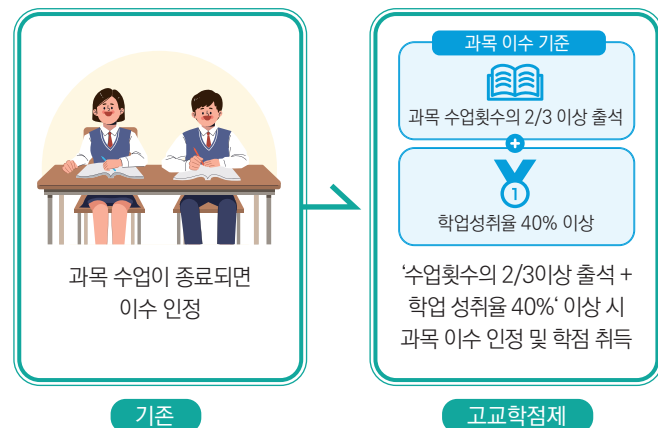 과목 수업이 종료되면
이수 인정
기존
과목 이수 기준
과목 수업횟수의 2/3 이상 출석
1
학업성취율 40% 이상
‘수업횟수의 2/3이상 출석 +
학업 성취율 40%‘ 이상 시
과목 이수 인정 및 학점 취득
고교학점제